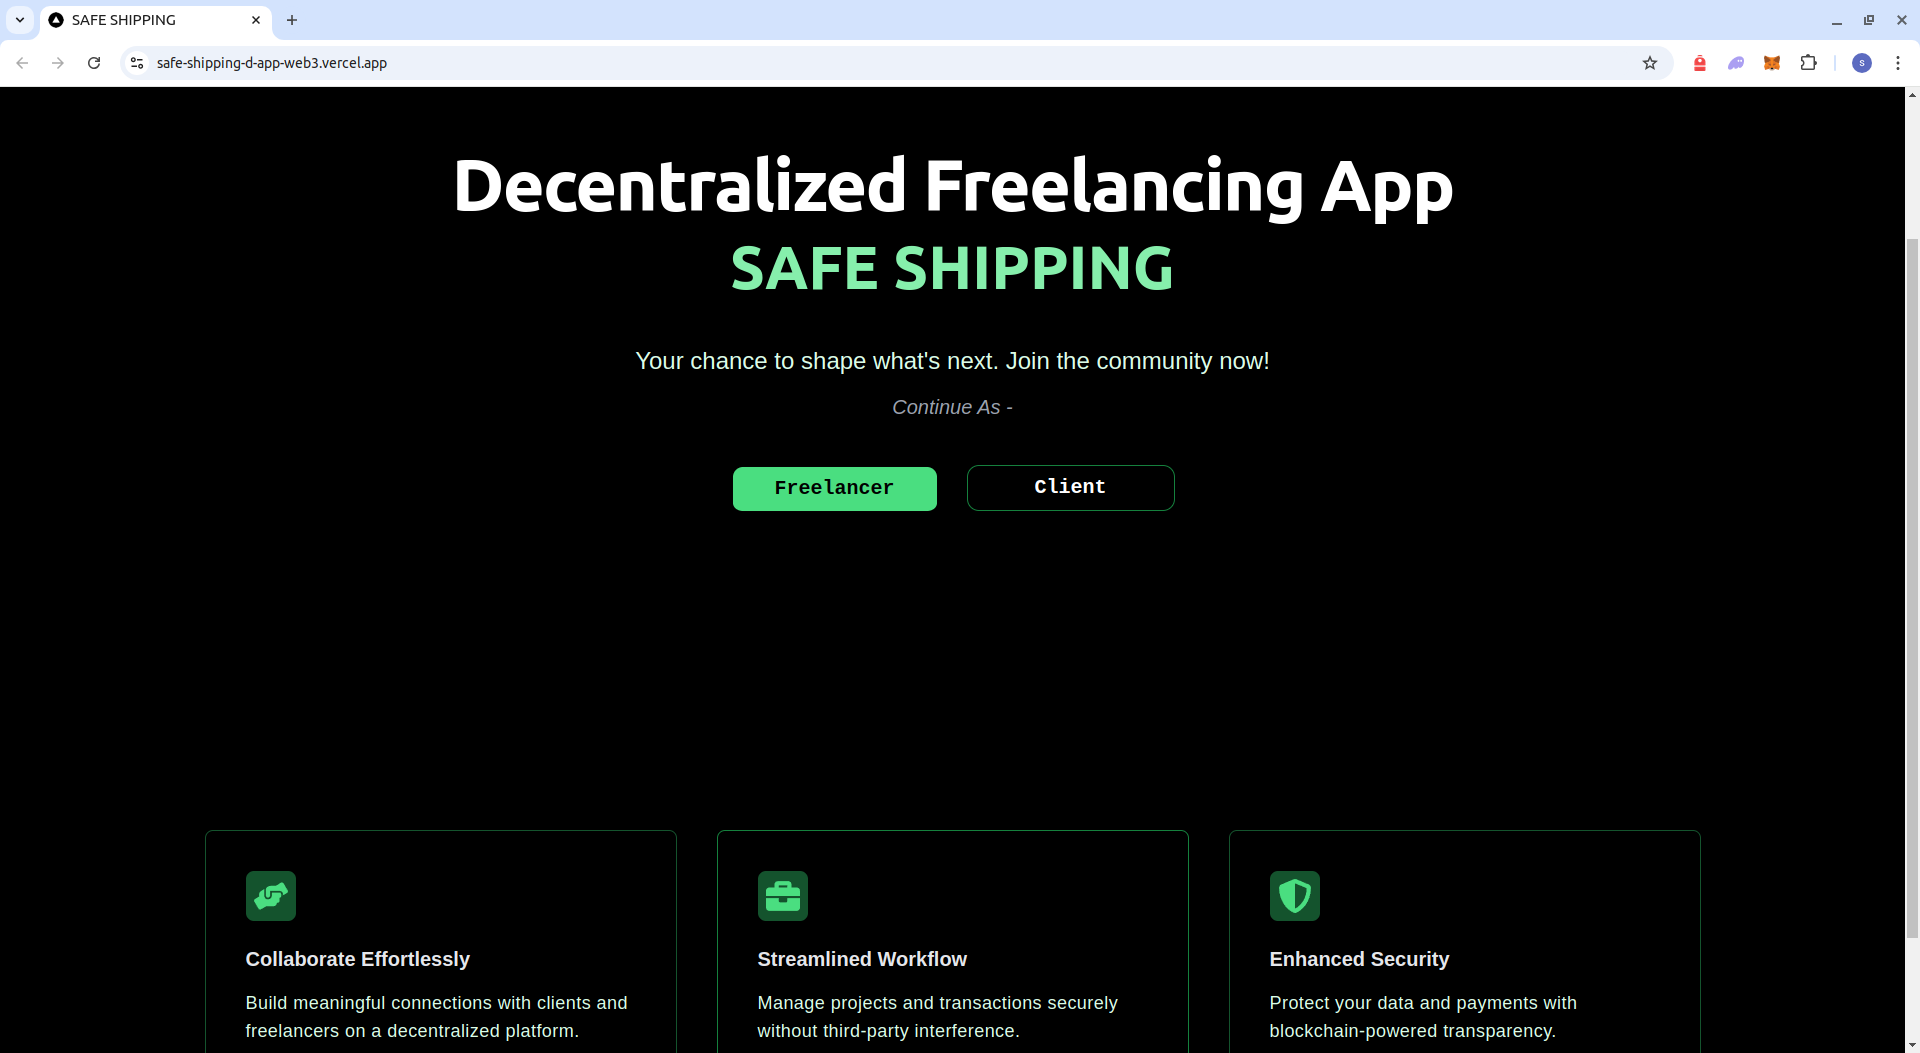 SAFE SHIPPING
safe-shipping-d-app-web3.vercel.app
S
Decentralized Freelancing App
SAFE SHIPPING
Your chance to shape what's next. Join the community now!
Continue As -
Freelancer
Client
Collaborate Effortlessly
Build meaningful connections with clients and
freelancers on a decentralized platform.
Streamlined Workflow
Manage projects and transactions securely
without third-party interference.
Enhanced Security
Protect your data and payments with
blockchain-powered transparency.